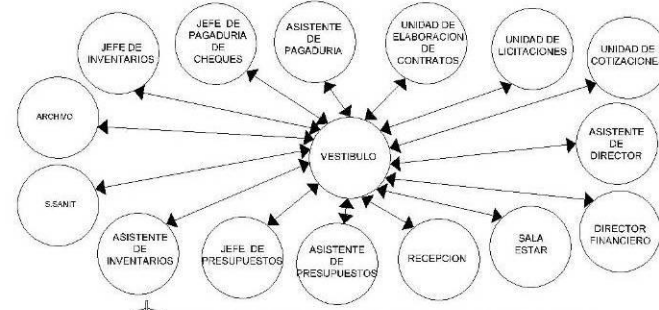 JEFE DE
INVENTARIOS
JEFE DE
PAGADURIA
DE
CHEQUES
ASISTENTE
DE
PAGADURIA
UNIDAD DE
ELABORACION
DE
CONTRATOS
UNIDAD DE
LICITACIONES
UNIDAD DE
COTIZACIONE
ARCHIVO
VESTIBULO
ASISTENTE
DE
DIRECTOR
S.SANIT
ASISTENTE
DE
INVENTARIOS
JEFE DE
PRESUPUESTOS
ASISTENTE
DE
PRESUPUESTOS
RECEPCION
SALA
ESTAR
DIRECTOR
FINANCIERO